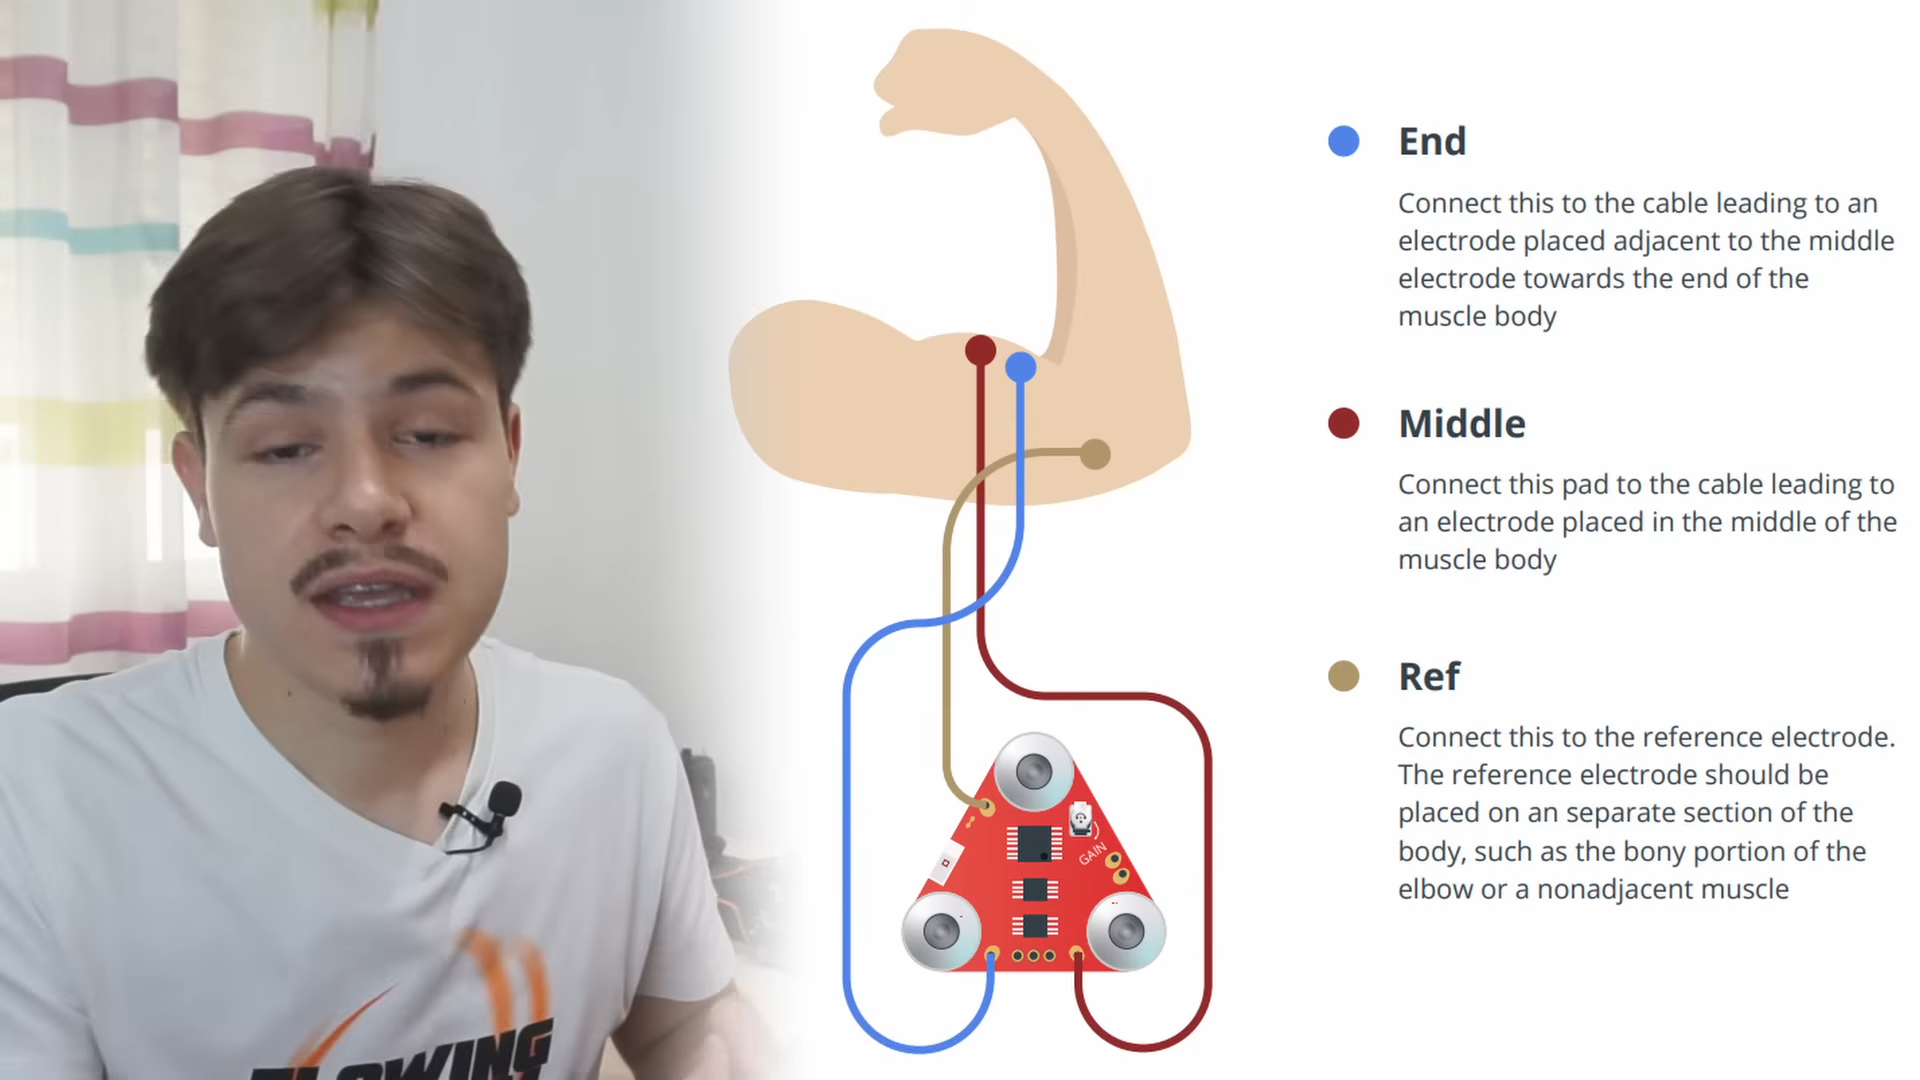 End
Connect this to the cable leading to an
electrode placed adjacent to the middle
electrode towards the end of the
muscle body
Middle
Connect this pad to the cable leading to
an electrode placed in the middle of the
muscle body
Ref
Connect this to the reference electrode.
The reference electrode should be
placed on an separate section of the
body, such as the bony portion of the
elbow or a nonadjacent muscle
GAIN